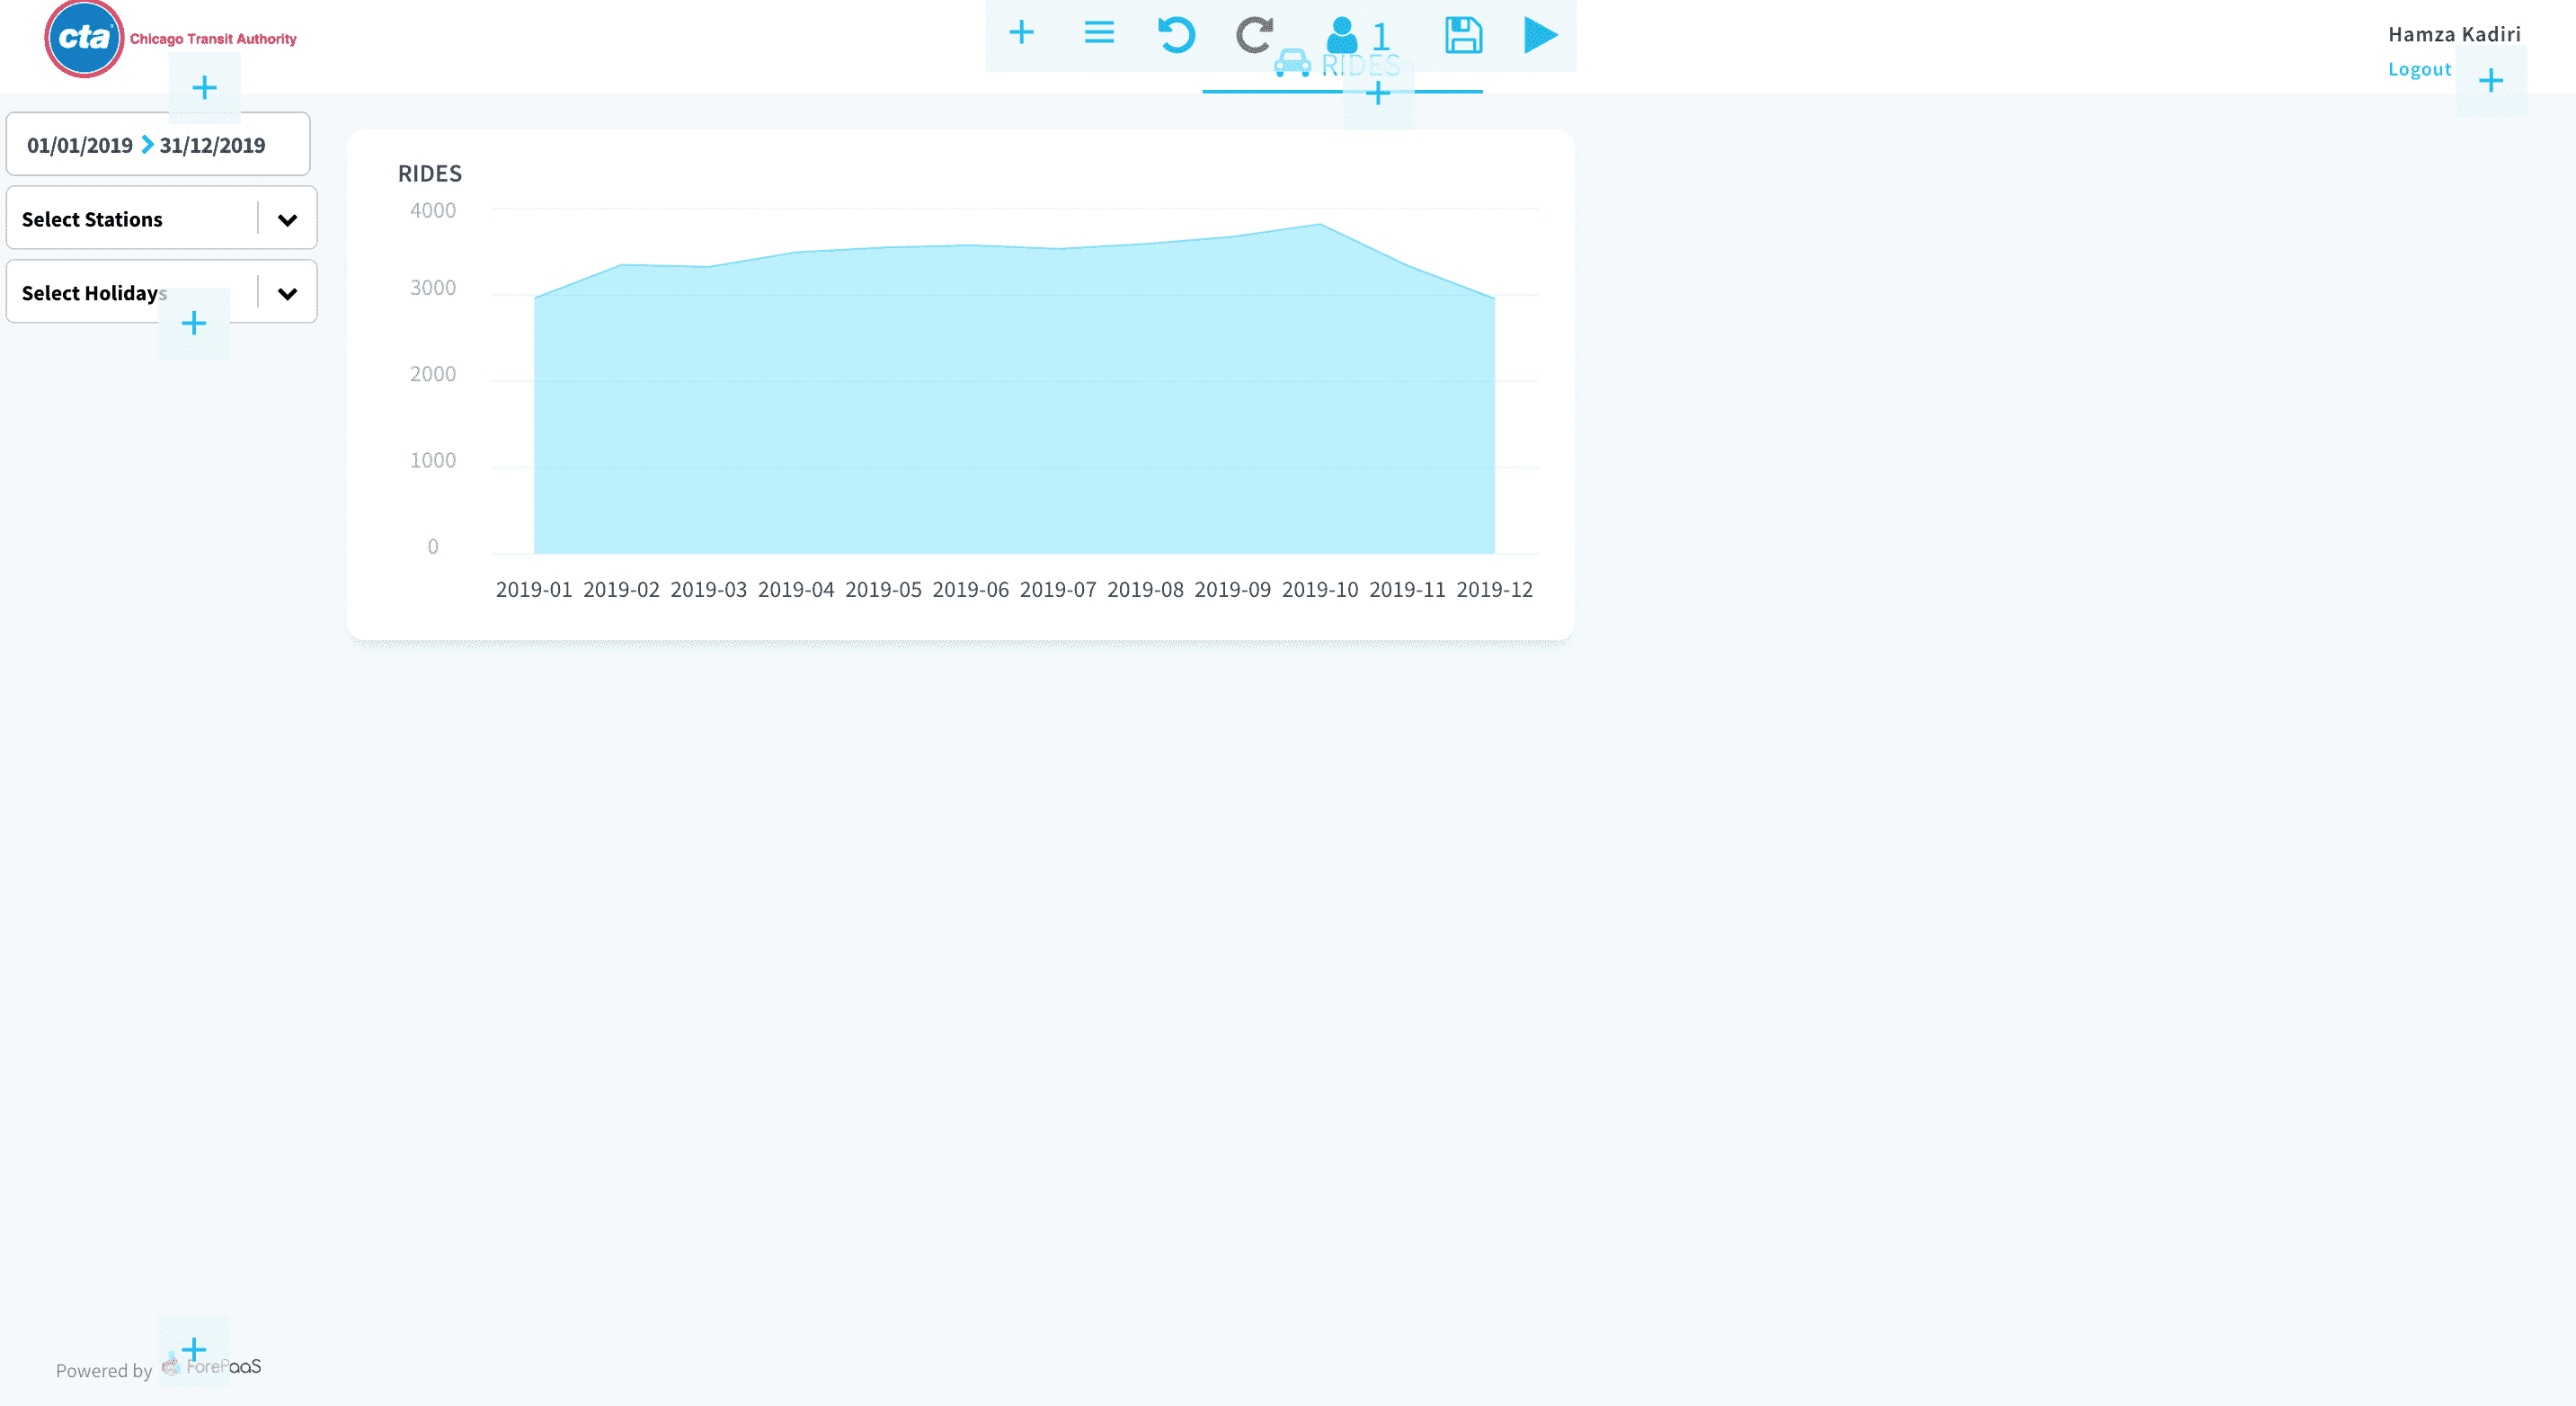 cta
Chicago Transit Authority
1
RIDES
Hamza Kadiri
Logout
01/01/2019 31/12/2019
Select Stations
Select Holidays
RIDES
4000
3000
2000
1000
0
2019-01 2019-02 2019-03 2019-04 2019-05 2019-06 2019-07 2019-08 2019-09 2019-10 2019-11 2019-12
Powered by ForePaaS